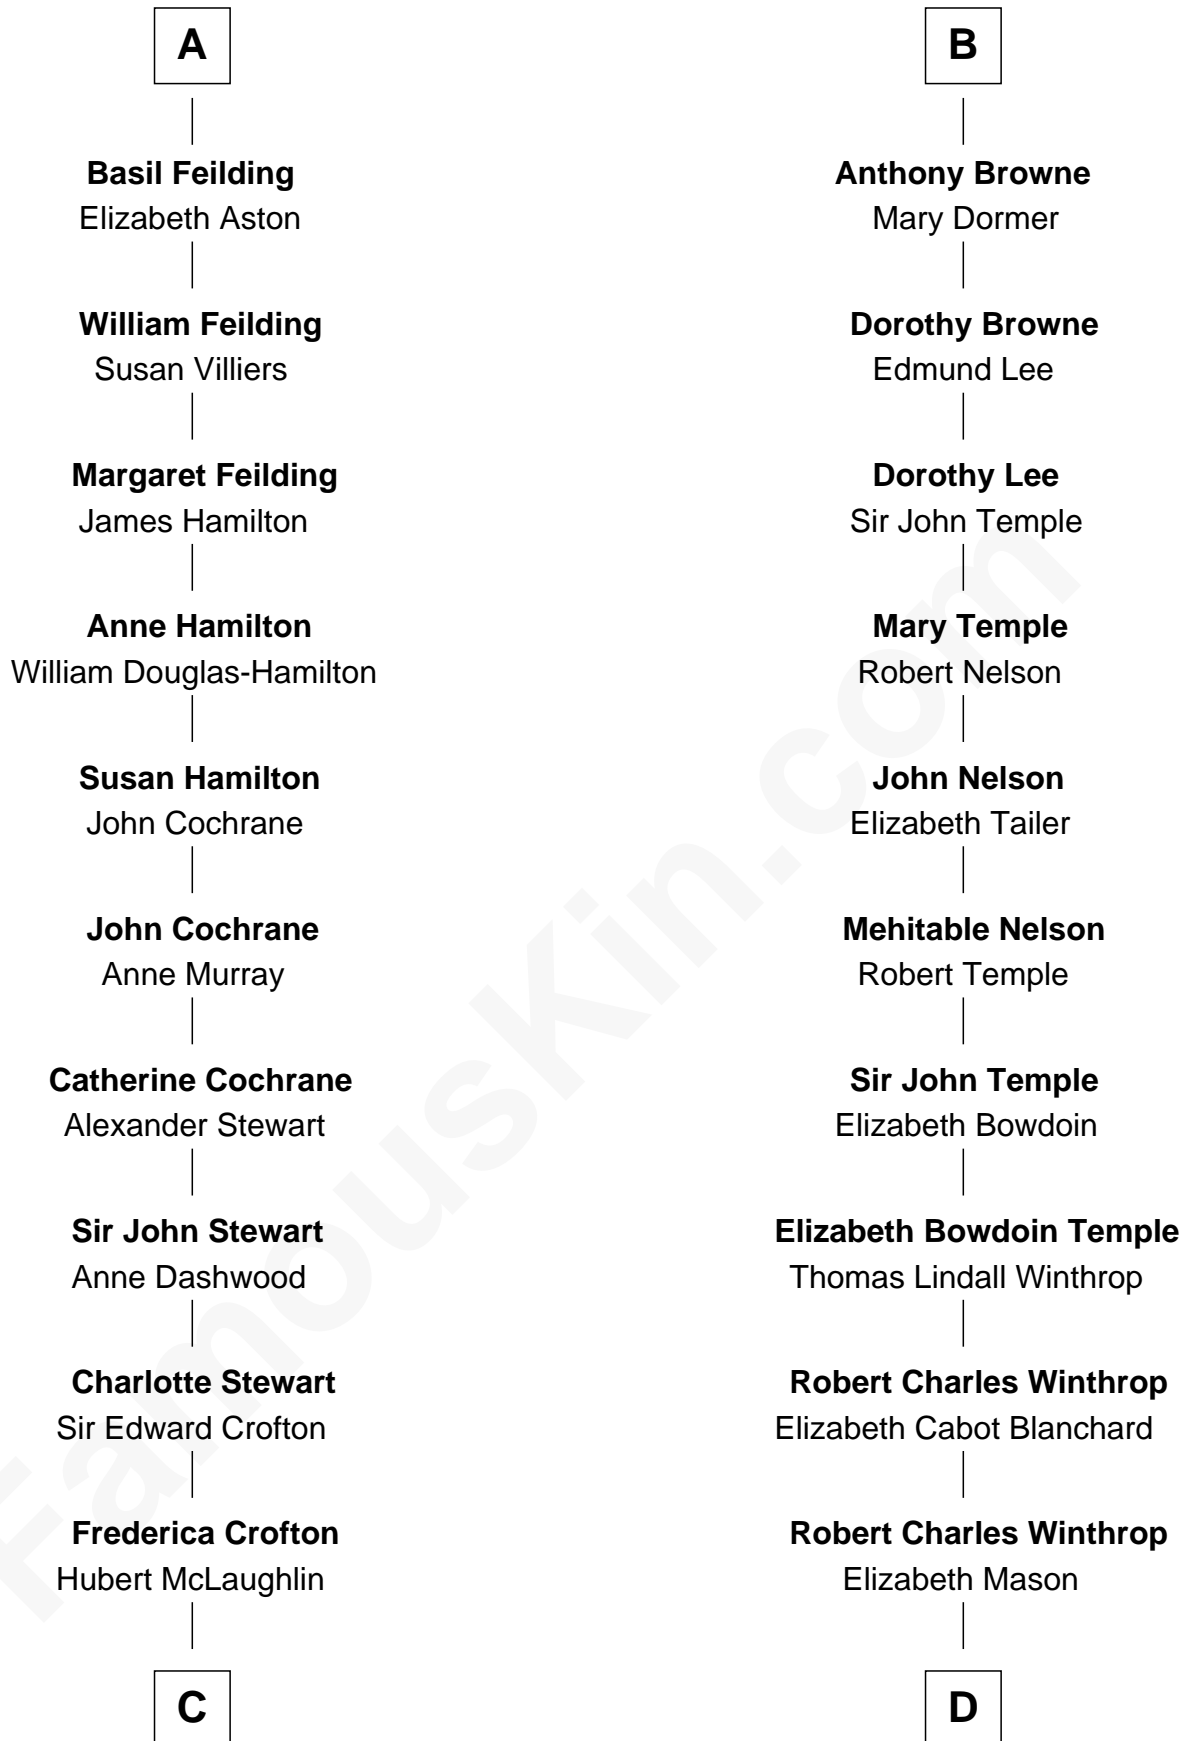 A
Basil Feilding
Elizabeth Aston
William Feilding
Susan Villiers
Margaret Feilding
James Hamilton
Anne Hamilton
William Douglas-Hamilton
Susan Hamilton
John Cochrane
John Cochrane
Anne Murray
Catherine Cochrane
Alexander Stewart
Sir John Stewart
Anne Dashwood
Charlotte Stewart
Sir Edward Crofton
Frederica Crofton
Hubert McLaughlin
C
B
Anthony Browne
Mary Dormer
Dorothy Browne
Edmund Lee
Dorothy Lee
Sir John Temple
Mary Temple
Robert Nelson
John Nelson
Elizabeth Tailer
Mehitable Nelson
Robert Temple
Sir John Temple
Elizabeth Bowdoin
Elizabeth Bowdoin Temple
Thomas Lindall Winthrop
Robert Charles Winthrop
Elizabeth Cabot Blanchard
Robert Charles Winthrop
Elizabeth Mason
D
FamousKin.com